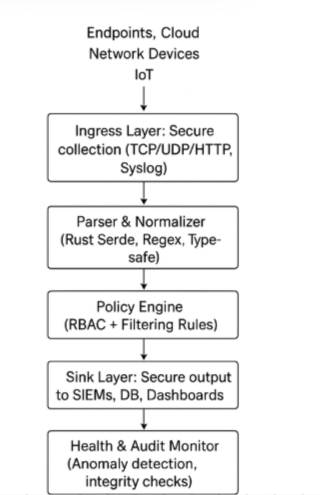 Endpoints, Cloud
Network Devices
IoT
Ingress Layer: Secure
collection (TCP/UDP/HTTP,
Syslog)
Parser & Normalizer
(Rust Serde, Regex, Type-
safe)
Policy Engine
(RBAC + Filtering Rules)
Sink Layer: Secure output
to SIEMs, DB, Dashboards
Health & Audit Monitor
(Anomaly detection,
integrity checks)